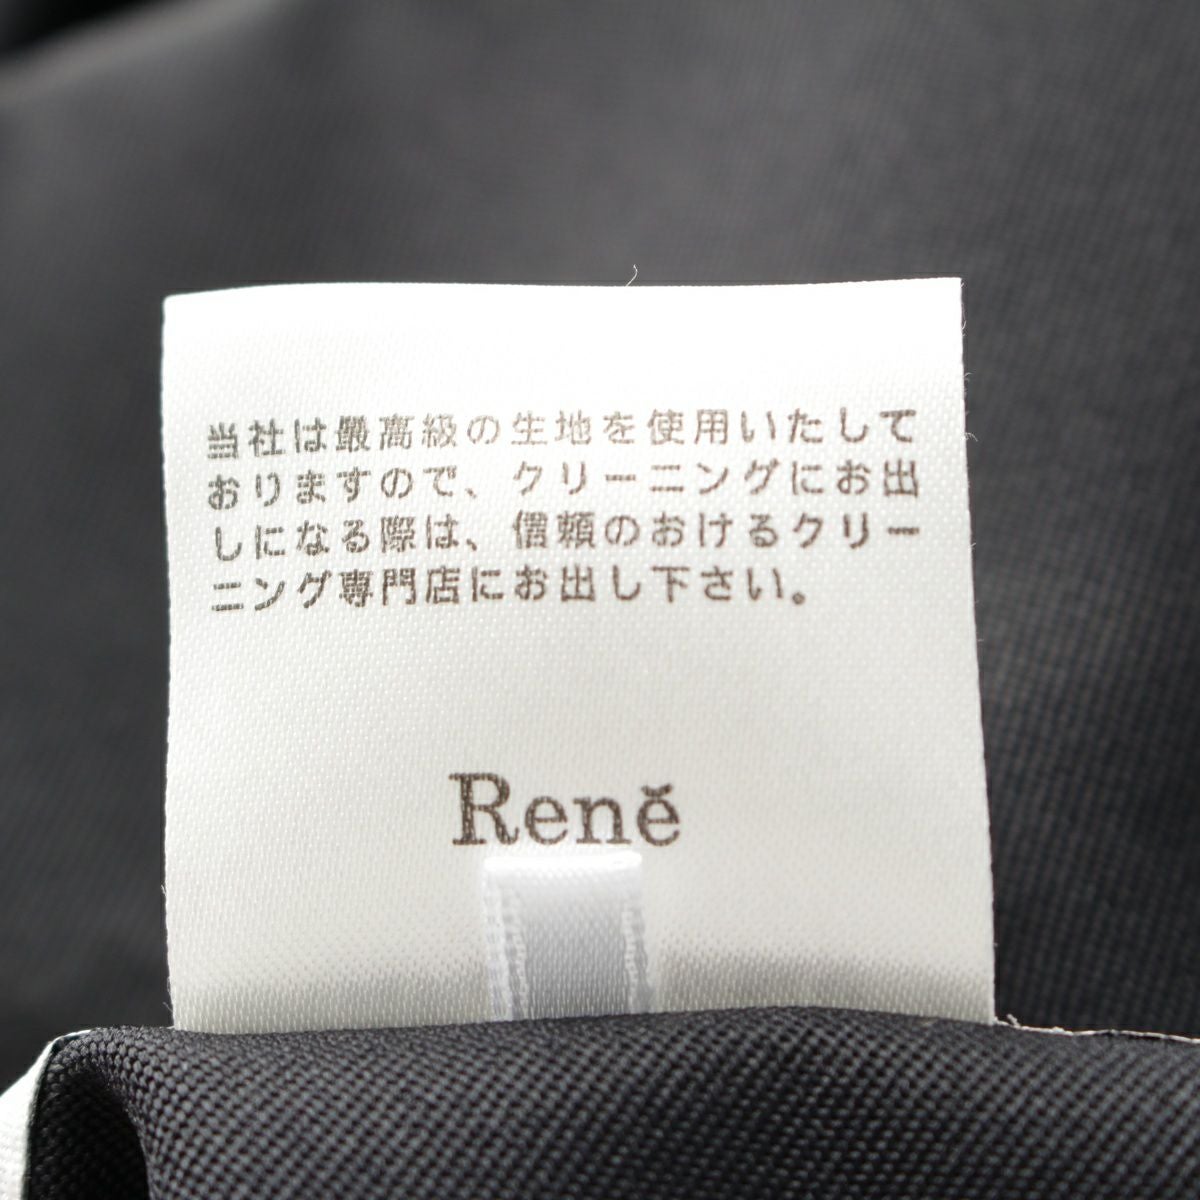 当社は最高級の生地を使用いたして
おりますので、クリーニングにお出
しになる際は、信頼のおけるクリー
ニング専門店にお出し下さい。
Reně